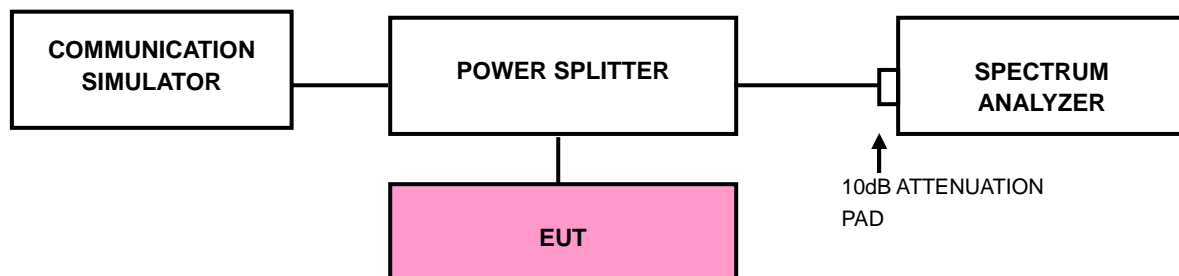 COMMUNICATION
SIMULATOR
POWER SPLITTER
SPECTRUM
ANALYZER
10dB ATTENUATION
PAD
EUT